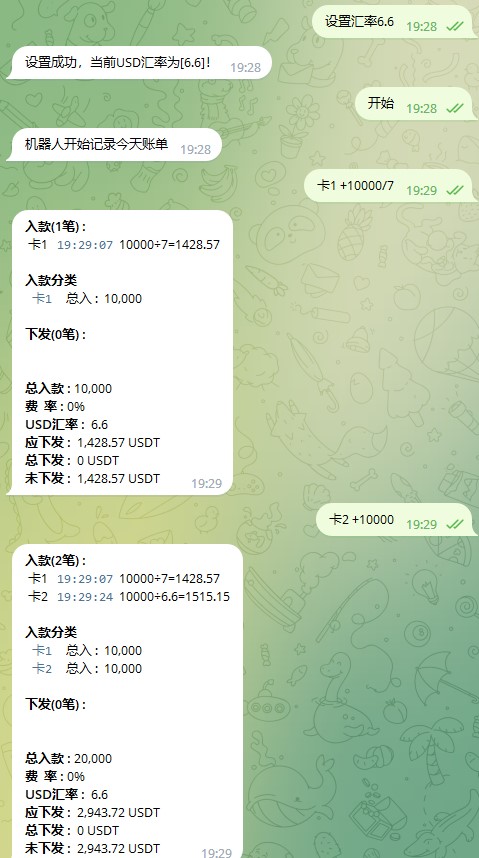 设置汇率6.6 19:28
设置成功，当前USD汇率为[6.6]! 19:28
开始 19:28
机器人开始记录今天账单 19:28
卡1 +10000/7 19:29
入款(1笔) :
卡1 19:29:07 10000÷7=1428.57
入款分类
卡1 总入 : 10,000
下发(0笔) :
总入款 : 10,000
费 率 : 0%
USD汇率 : 6.6
应下发 : 1,428.57 USDT
总下发 : 0 USDT
未下发 : 1,428.57 USDT 19:29
卡2 +10000 19:29
入款(2笔) :
卡1 19:29:07 10000÷7=1428.57
卡2 19:29:24 10000÷6.6=1515.15
入款分类
卡1 总入 : 10,000
卡2 总入 : 10,000
下发(0笔) :
总入款 : 20,000
费 率 : 0%
USD汇率 : 6.6
应下发 : 2,943.72 USDT
总下发 : 0 USDT
未下发 : 2,943.72 USDT 19:29